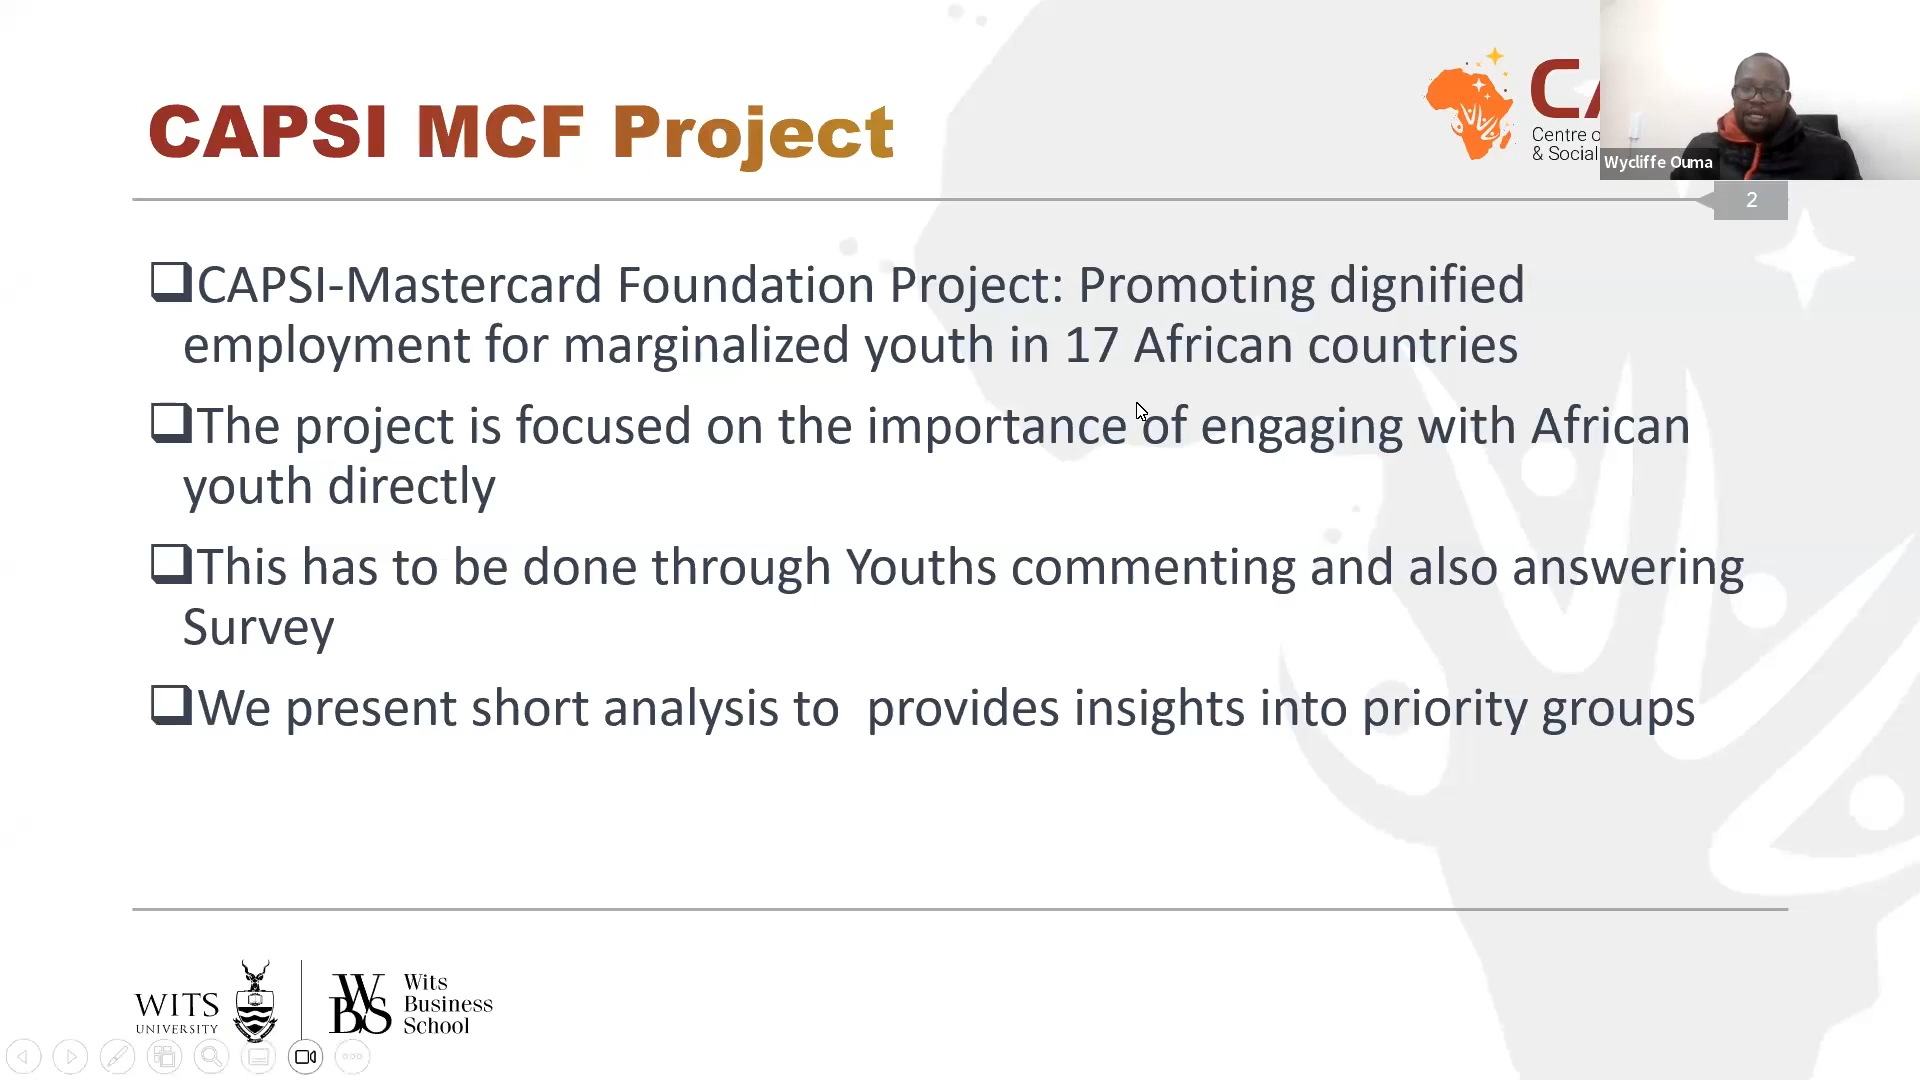 CAPSI MCF Project
CA
Centre o
& Social
Wycliffe Ouma
2
❑CAPSI-Mastercard Foundation Project: Promoting dignified
employment for marginalized youth in 17 African countries
❑The project is focused on the importance of engaging with African
youth directly
❑This has to be done through Youths commenting and also answering
Survey
❑We present short analysis to  provides insights into priority groups
WITS
UNIVERSITY
WBS
Wits
Business
School